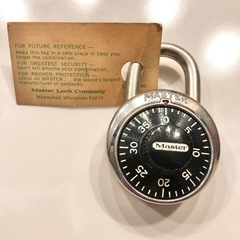 FOR FUTURE REFERENCE—
Keep this tag in a safe place in case you
forget the combination.
FOR GREATEST SECURITY—
Don't tell anyone your combination.
FOR PROVEN PROTECTION—
Insist on MASTER... the world's largest
manufacturer of padlocks.
Master Lock Company
Milwaukee, Wisconsin
MASTER
0
5
10
15
20
25
30
35
Master